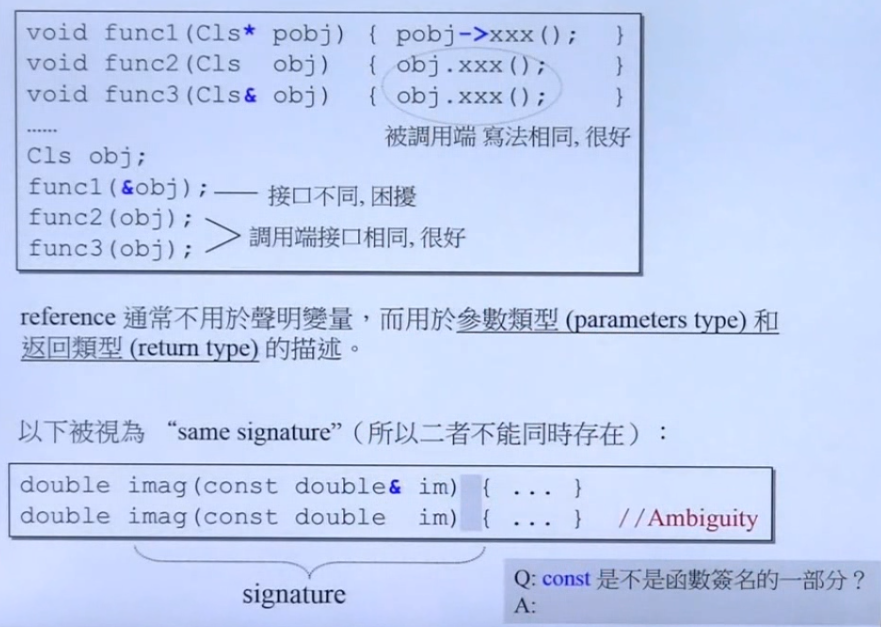 void func1(Cls* pobj) { pobj->xxx(); }
void func2(Cls obj) { obj.xxx(); }
void func3(Cls& obj) { obj.xxx(); }
......
被調用端 寫法相同, 很好
Cls obj;
func1(&obj); 接口不同, 困擾
func2(obj);
調用端接口相同, 很好
func3(obj);
reference 通常不用於聲明變量，而用於參數類型 (parameters type) 和
返回類型 (return type) 的描述。
以下被視為 “same signature”（所以二者不能同時存在）：
double imag(const double& im) { ... }
double imag(const double im) { ... } //Ambiguity
signature
Q: const 是不是函數簽名的一部分？
A: